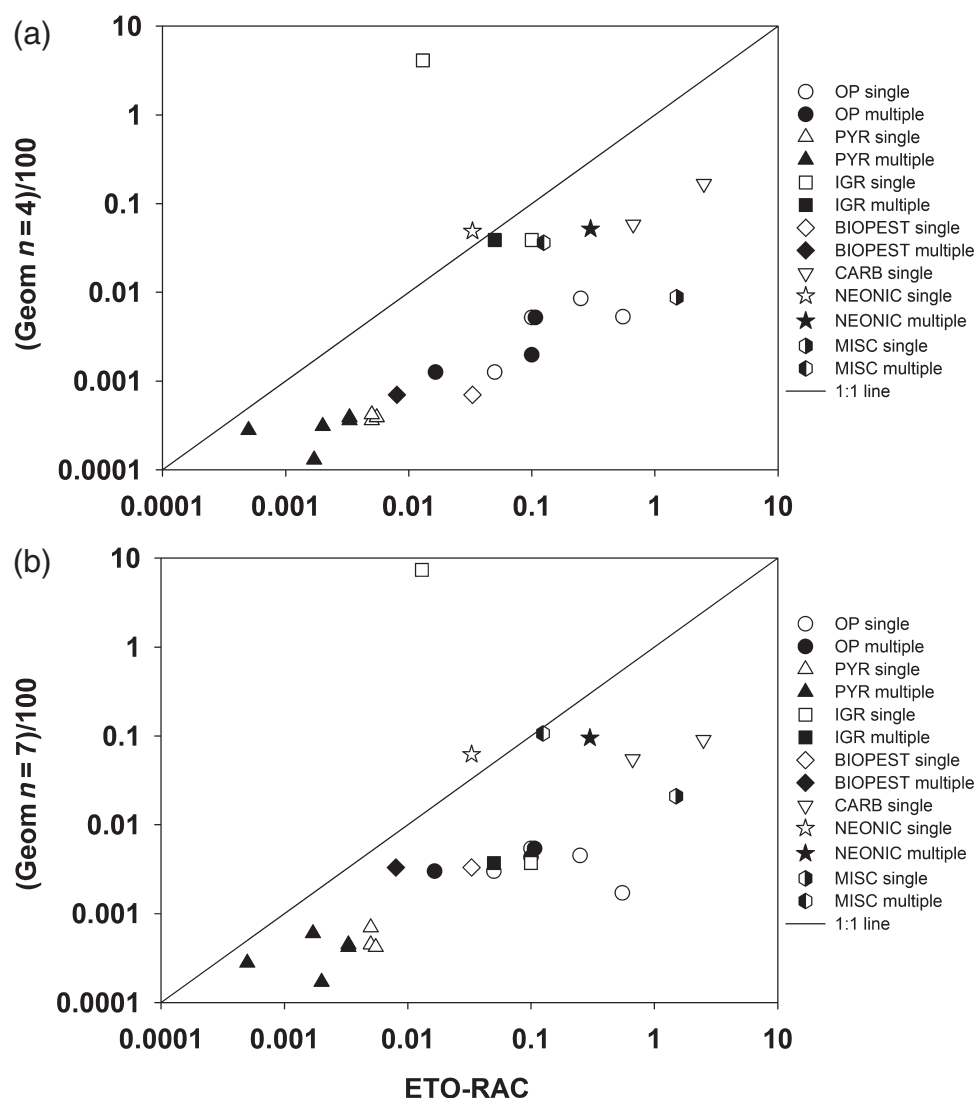 (a)
(Geom n = 4)/100
10
1
0.1
0.01
0.001
0.0001
0.0001 0.001 0.01 0.1 1 10
OP single
OP multiple
PYR single
PYR multiple
IGR single
IGR multiple
BIOPEST single
BIOPEST multiple
CARB single
NEONIC single
NEONIC multiple
MISC single
MISC multiple
1:1 line
(b)
(Geom n = 7)/100
10
1
0.1
0.01
0.001
0.0001
0.0001 0.001 0.01 0.1 1 10
OP single
OP multiple
PYR single
PYR multiple
IGR single
IGR multiple
BIOPEST single
BIOPEST multiple
CARB single
NEONIC single
NEONIC multiple
MISC single
MISC multiple
1:1 line
ETO-RAC